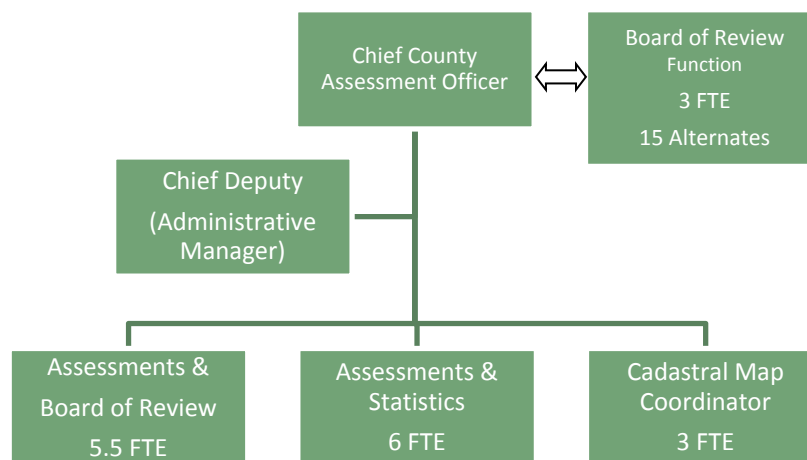 Chief County
Assessment Officer
Board of Review
Function
3 FTE
15 Alternates
Chief Deputy
(Administrative
Manager)
Assessments &
Board of Review
5.5 FTE
Assessments &
Statistics
6 FTE
Cadastral Map
Coordinator
3 FTE